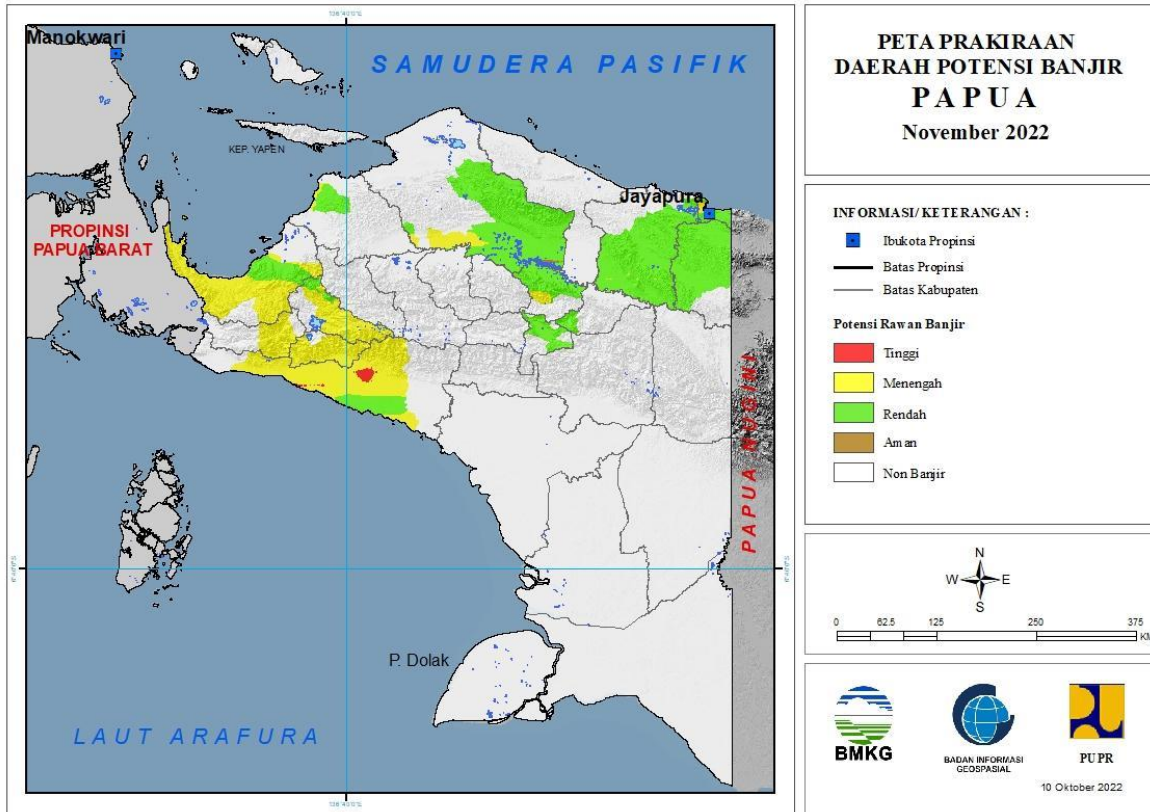 Manokwari
SAMUDERA PASIFIK
KEP. YAPEN
Jayapura
PROPINSI
PAPUA BARAT
PAPUA NUGINI
P. Dolak
LAUT ARAFURA
PETA PRAKIRAAN
DAERAH POTENSI BANJIR
PAPUA
November 2022
INFORMASI/ KETERANGAN :
Ibukota Propinsi
Batas Propinsi
Batas Kabupaten
Potensi Rawan Banjir
Tinggi
Menengah
Rendah
Aman
Non Banjir
N
W E
S
0 62.5 125 250 375
KM
BMKG
BADAN INFORMASI
GEOSPASIAL
PUPR
10 Oktober 2022